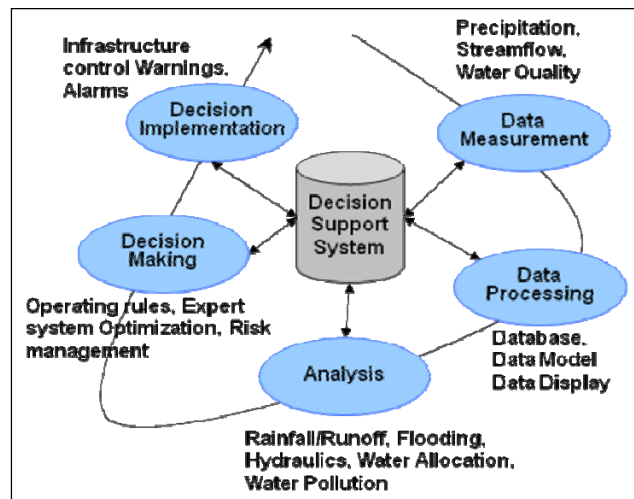 Infrastructure
control Warnings,
Alarms
Precipitation,
Streamflow,
Water Quality
Decision
Implementation
Data
Measurement
Decision
Support
System
Decision
Making
Data
Processing
Operating rules, Expert
system Optimization, Risk
management
Database,
Data Model
Data Display
Analysis
Rainfall/Runoff, Flooding,
Hydraulics, Water Allocation,
Water Pollution